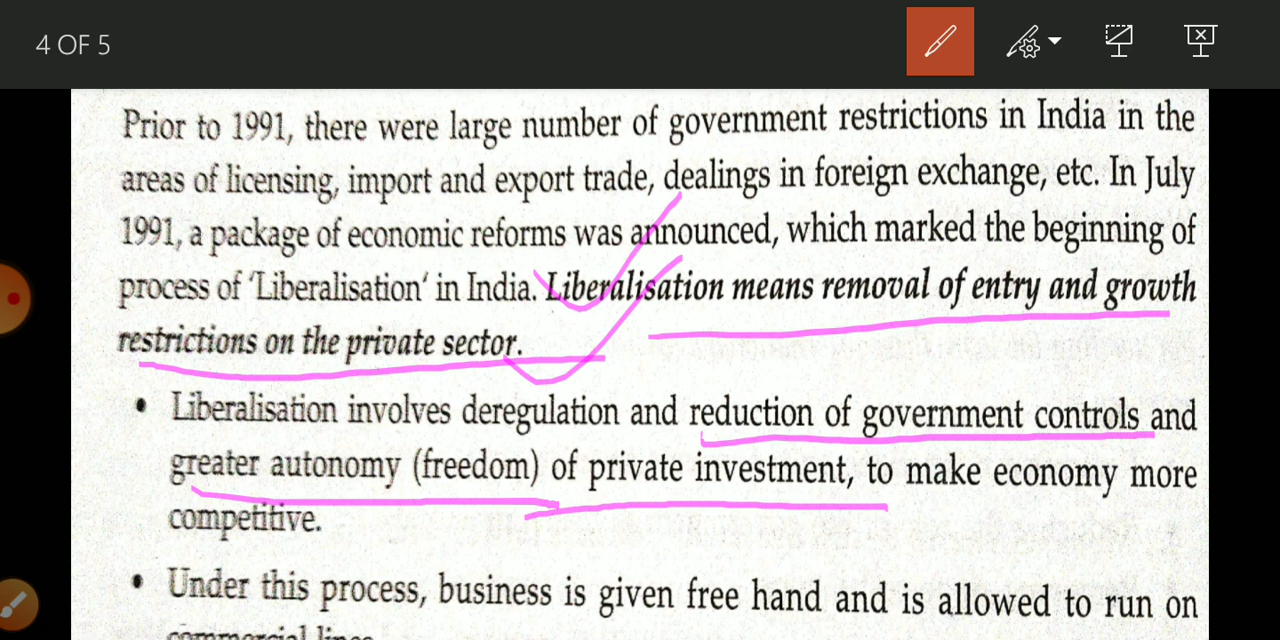 4 OF 5
Prior to 1991, there were large number of government restrictions in India in the
areas of licensing, import and export trade, dealings in foreign exchange, etc. In July
1991, a package of economic reforms was announced, which marked the beginning of
process of ‘Liberalisation‘ in India. Liberalisation means removal of entry and growth
restrictions on the private sector.
• Liberalisation involves deregulation and reduction of government controls and
greater autonomy (freedom) of private investment, to make economy more
competitive.
• Under this process, business is given free hand and is allowed to run on
commercial lines